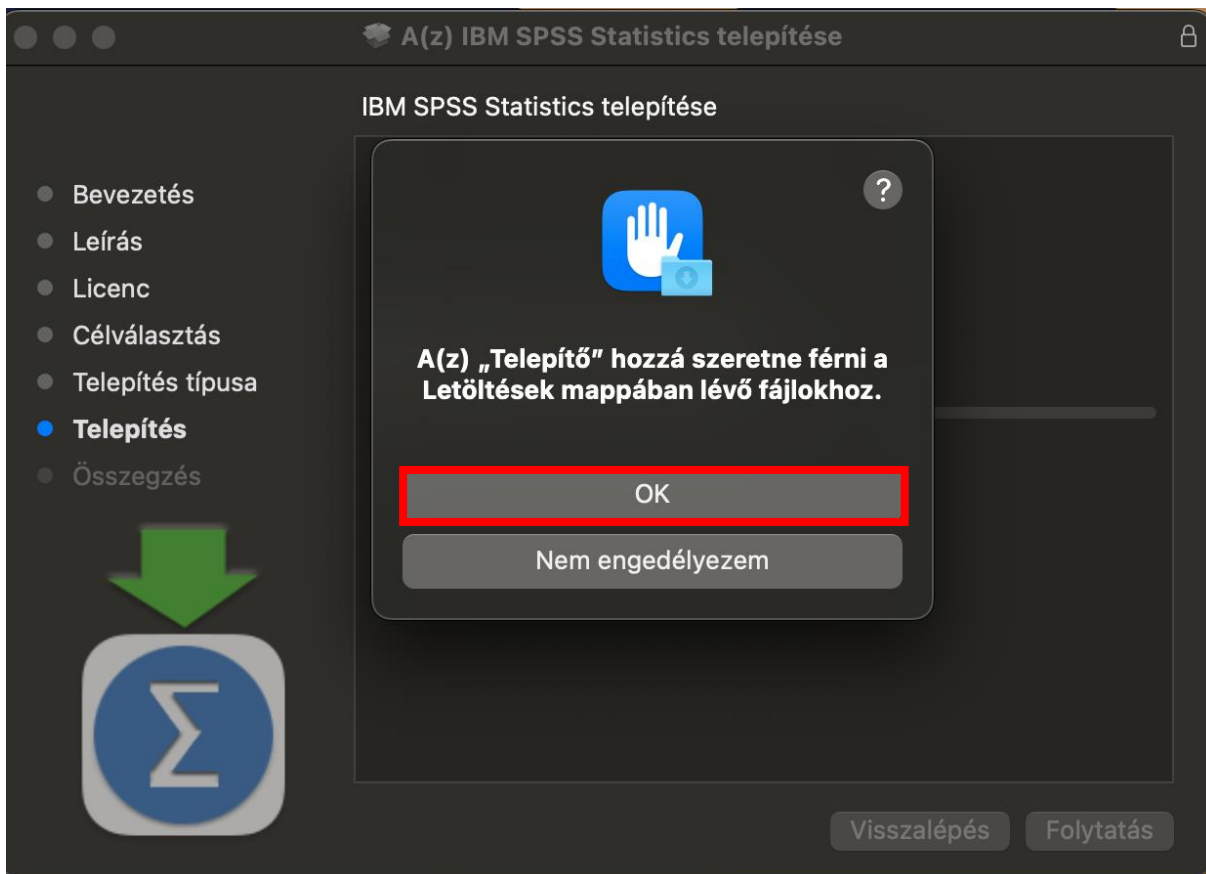 A(z) IBM SPSS Statistics telepítése
IBM SPSS Statistics telepítése
Bevezetés
Leírás
Licenc
Célválasztás
Telepítés típusa
Telepítés
Összegzés
?
A(z) „Telepítő” hozzá szeretne férni a
Letöltések mappában lévő fájlokhoz.
OK
Nem engedélyezem
Σ
Visszalépés Folytatás